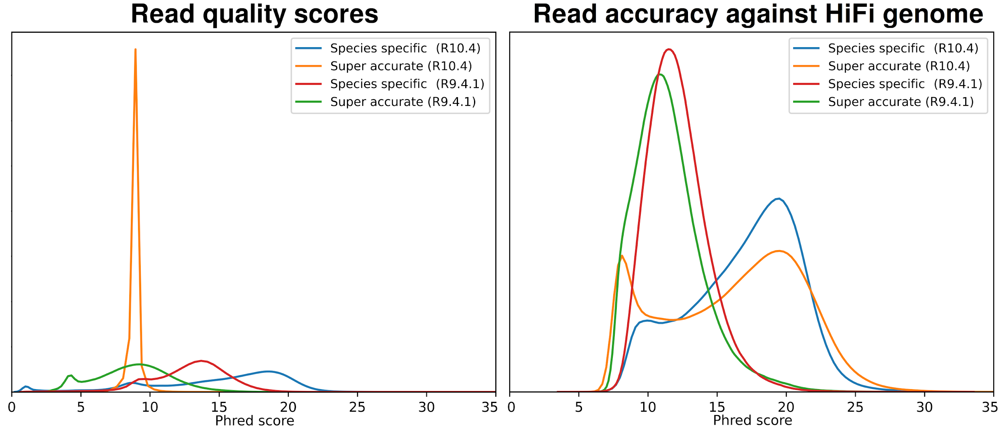 Read quality scores
Species specific (R10.4)
Super accurate (R10.4)
Species specific (R9.4.1)
Super accurate (R9.4.1)
0 5 10 15 20 25 30 35
Phred score
Read accuracy against HiFi genome
Species specific (R10.4)
Super accurate (R10.4)
Species specific (R9.4.1)
Super accurate (R9.4.1)
0 5 10 15 20 25 30 35
Phred score